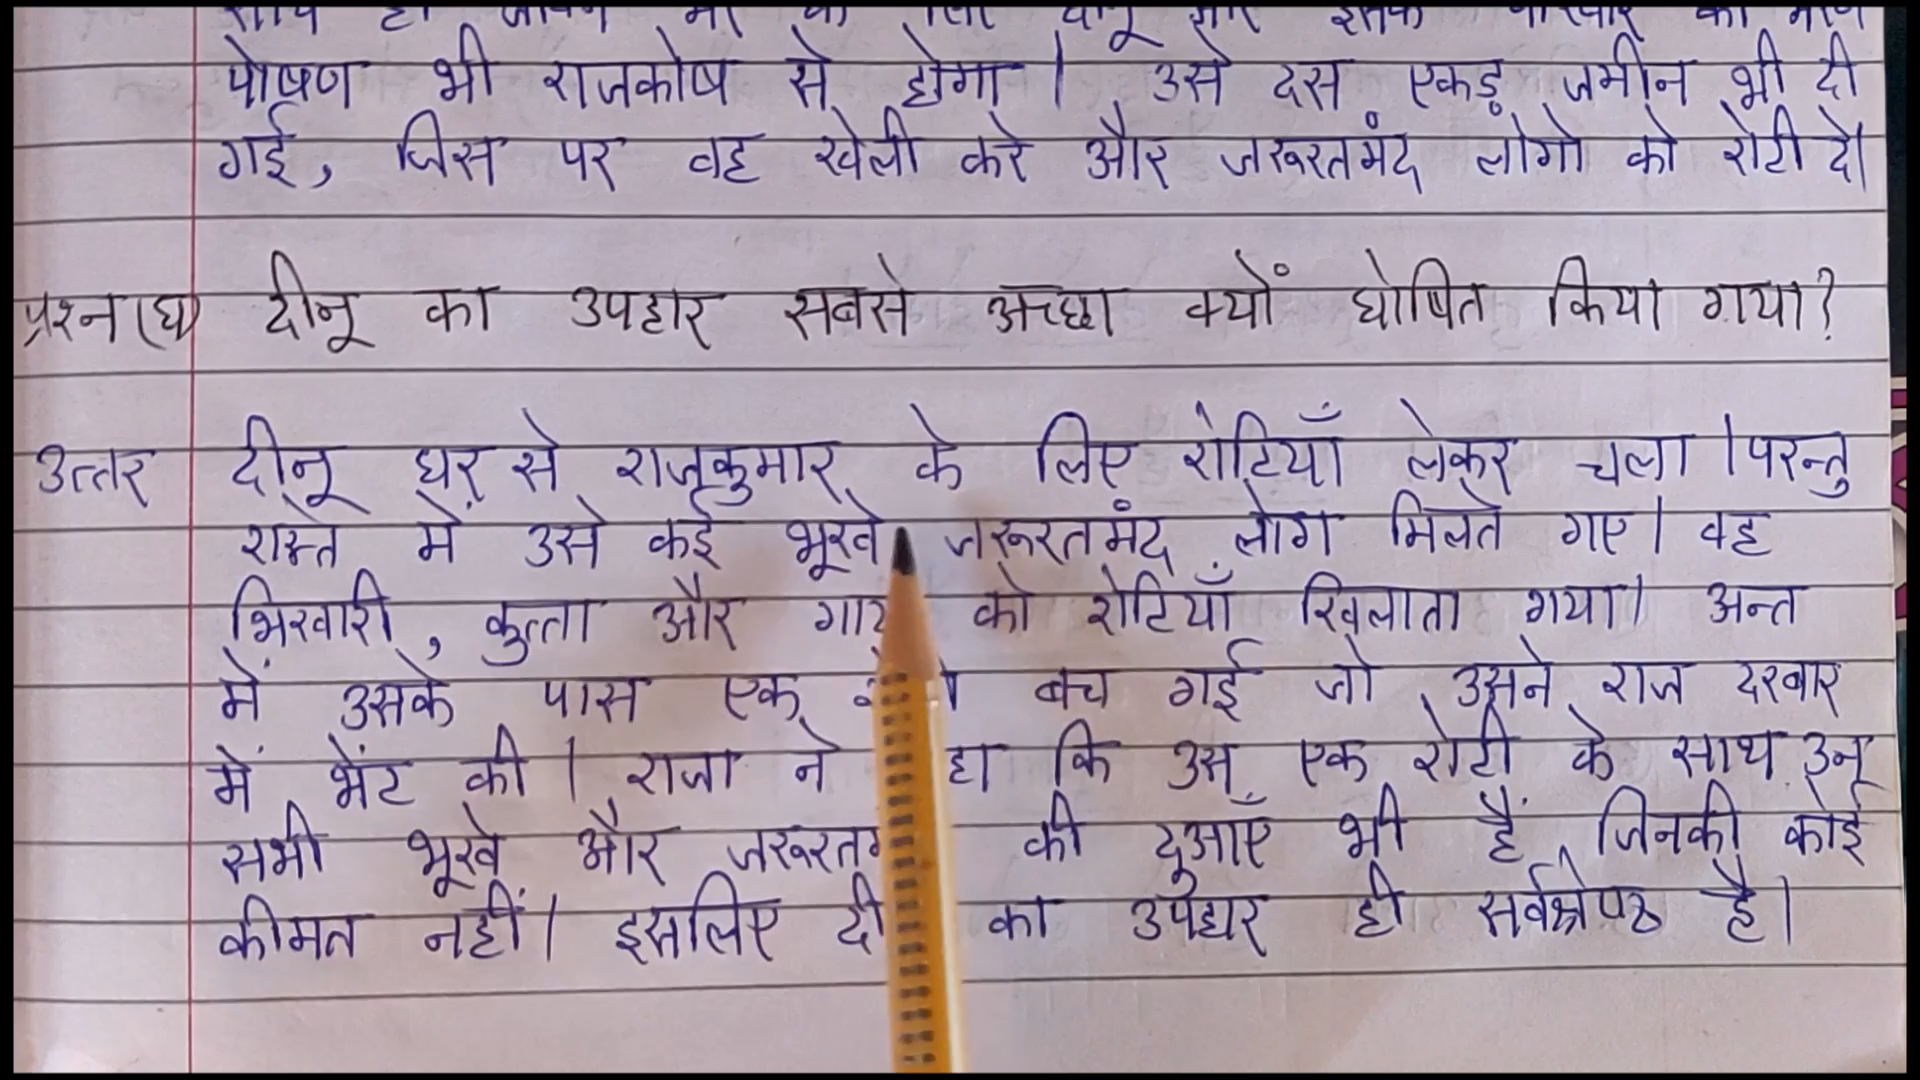 पोषण भी राजकोष से होगा। उसे दस एकड़ जमीन भी दी
गई, जिस पर वह खेती करे और जरूरतमंद लोगो को रोटी दे।
प्रश्न (घ) दीनू का उपहार सबसे अच्छा क्यों घोषित किया गया?
उत्तर दीनू घर से राजकुमार के लिए रोटियाँ लेकर चला। परन्तु
रास्ते में उसे कई भूखे जरूरतमंद लोग मिलते गए। वह
भिखारी, कुत्ता और गाय को रोटियाँ खिलाता गया। अन्त
में उसके पास एक बच गई जो उसने राज दरबार
में भेंट की। राजा ने हा कि उस एक रोटी के साथ उन
सभी भूखे और जरूरतम की दुआएँ भी हैं जिनकी कोई
कीमत नहीं। इसलिए दी का उपहार ही सर्वश्रेष्ठ है।